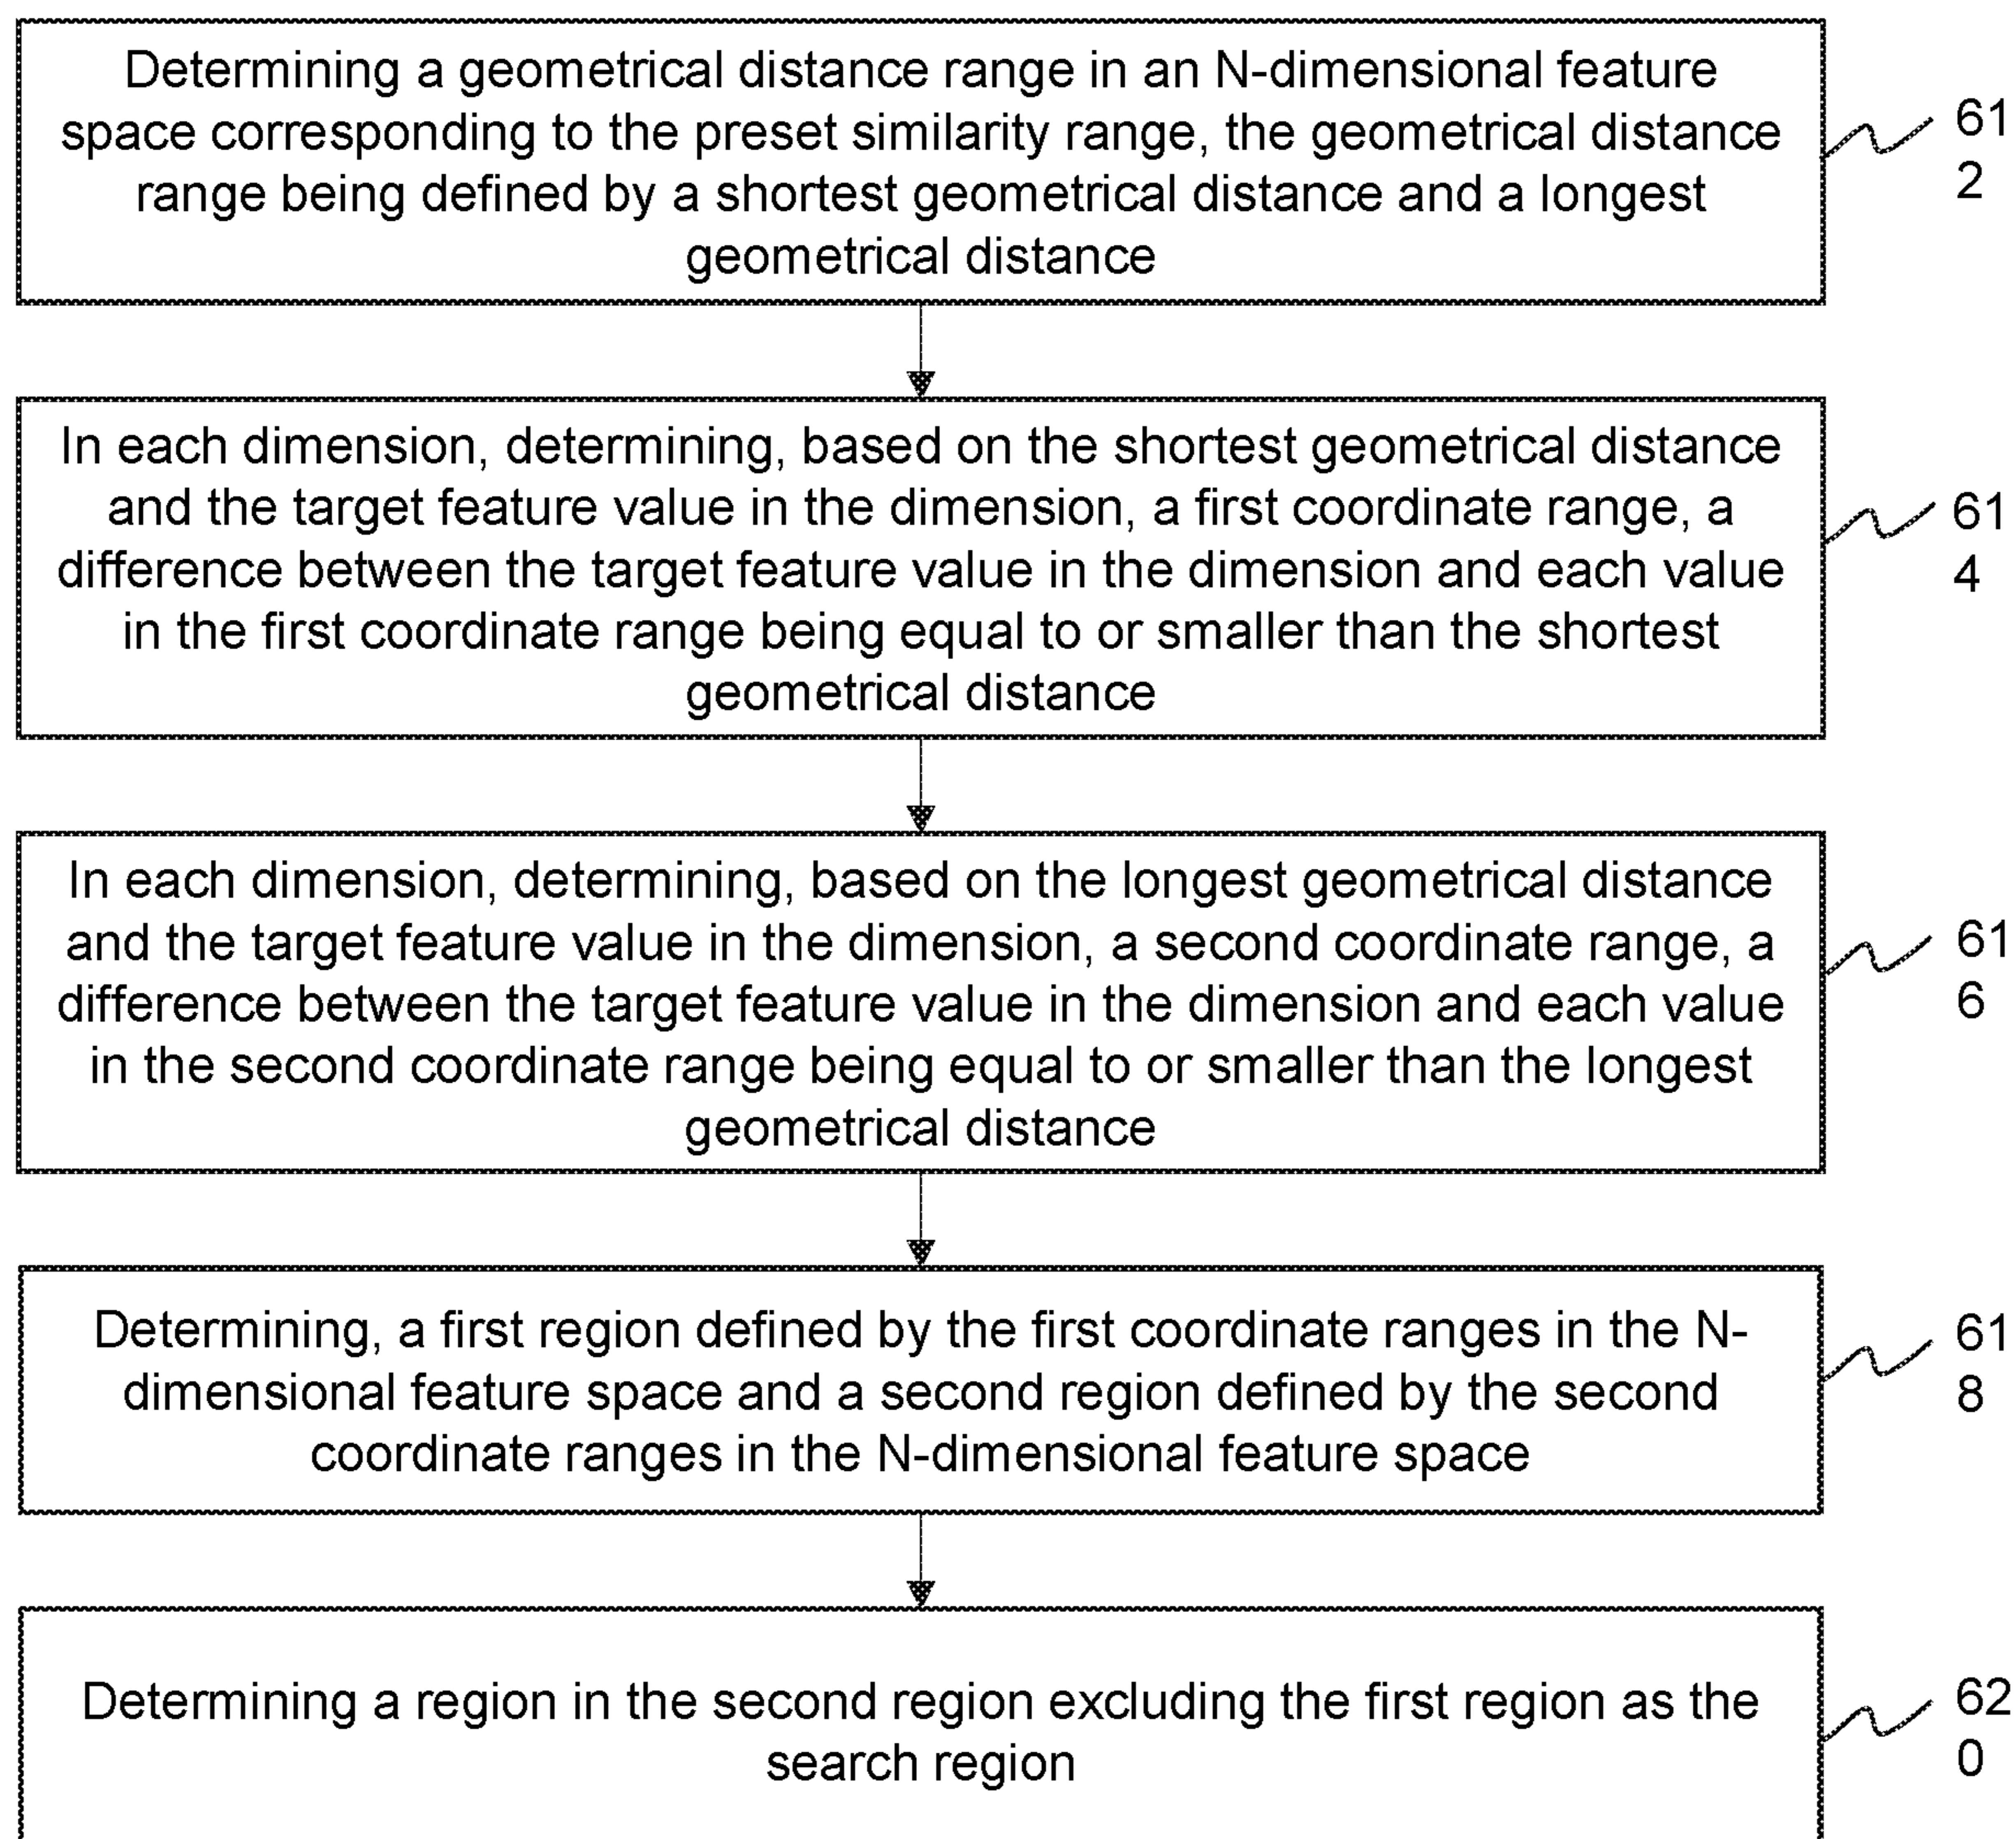 Determining a geometrical distance range in an N-dimensional feature
space corresponding to the preset similarity range, the geometrical distance
range being defined by a shortest geometrical distance and a longest
geometrical distance
61
2
In each dimension, determining, based on the shortest geometrical distance
and the target feature value in the dimension, a first coordinate range, a
difference between the target feature value in the dimension and each value
in the first coordinate range being equal to or smaller than the shortest
geometrical distance
61
4
In each dimension, determining, based on the longest geometrical distance
and the target feature value in the dimension, a second coordinate range, a
difference between the target feature value in the dimension and each value
in the second coordinate range being equal to or smaller than the longest
geometrical distance
61
6
Determining, a first region defined by the first coordinate ranges in the N-
dimensional feature space and a second region defined by the second
coordinate ranges in the N-dimensional feature space
61
8
Determining a region in the second region excluding the first region as the
search region
62
0